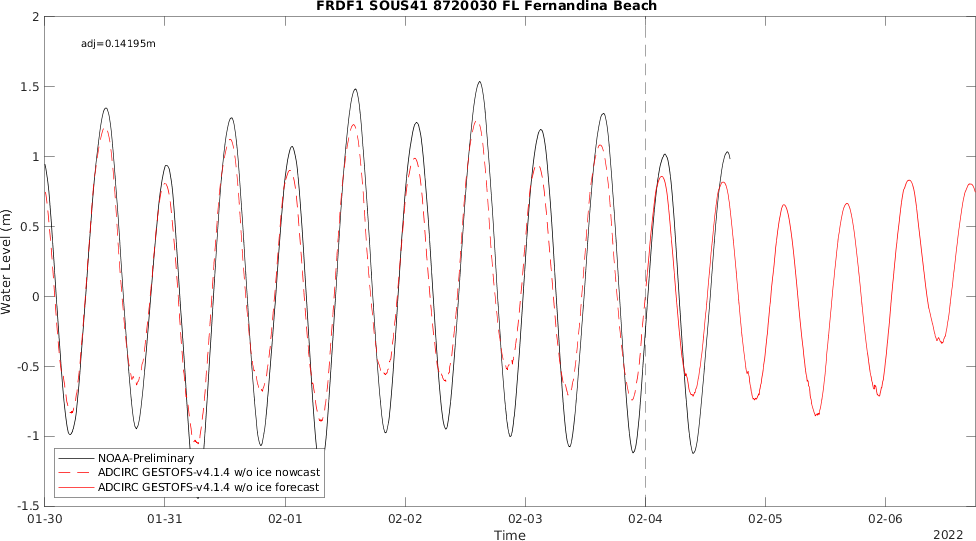 FRDF1 SOUS41 8720030 FL Fernandina Beach
2
adj=0.14195m
1.5
1
0.5
0
-0.5
-1
-1.5
Water Level (m)
NOAA-Preliminary
ADCIRC GESTOFS-v4.1.4 w/o ice nowcast
ADCIRC GESTOFS-v4.1.4 w/o ice forecast
01-30 01-31 02-01 02-02 02-03 02-04 02-05 02-06
Time
2022